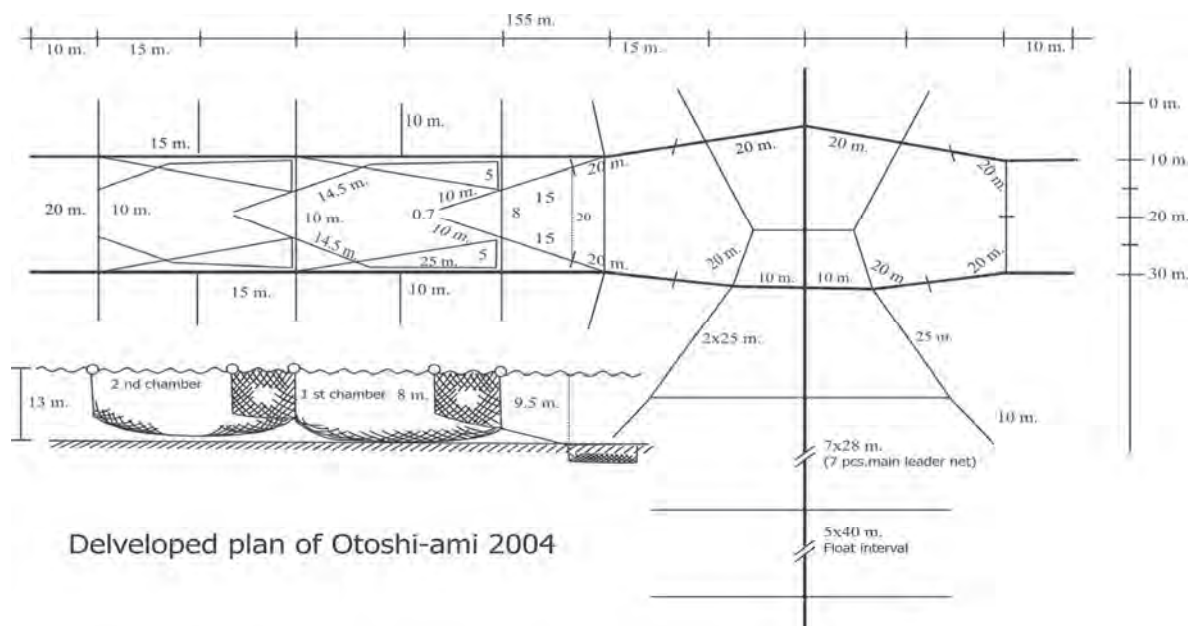 155 m.
10 m. 15 m. 15 m. 10 m.
0 m.
10 m.
15 m. 20 m. 20 m.
20 m. 20 m.
10 m.
5
14.5 m. 10 m. 15
20 m. 10 m. 10 m. 0.7 8 20 20 m.
14.5 m. 10 m. 15
5 20 m. 20 m. 20 m. 20 m.
25 m. 10 m. 10 m. 30 m.
15 m. 10 m.
2x25 m. 25 m.
2 nd chamber 1 st chamber 8 m.
13 m. 9.5 m. 10 m.
7x28 m.
(7 pcs.main leader net)
5x40 m.
Float interval
Delveloped plan of Otoshi-ami 2004